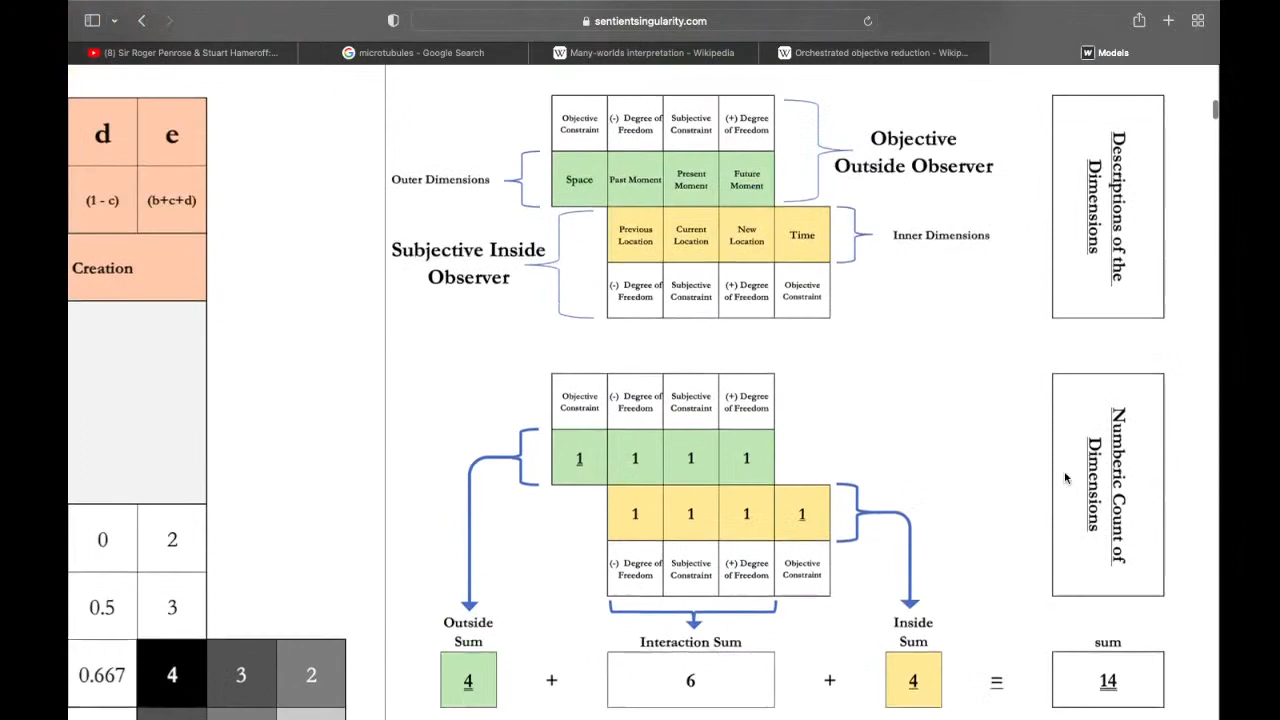 sentientsingularity.com
(8) Sir Roger Penrose & Stuart Hameroff:...
microtubules - Google Search
Many-worlds interpretation - Wikipedia
Orchestrated objective reduction - Wikip...
Models
d e
(1 - c) (b+c+d)
Creation
0 2
0.5 3
0.667 4 3 2
Objective Constraint
(-) Degree of Freedom
Subjective Constraint
(+) Degree of Freedom
Outer Dimensions
Space
Past Moment
Present Moment
Future Moment
Objective
Outside Observer
Subjective Inside
Observer
Previous Location
Current Location
New Location
Time
Inner Dimensions
(-) Degree of Freedom
Subjective Constraint
(+) Degree of Freedom
Objective Constraint
Descriptions of the
Dimensions
Objective Constraint
(-) Degree of Freedom
Subjective Constraint
(+) Degree of Freedom
1 1 1 1
1 1 1 1
(-) Degree of Freedom
Subjective Constraint
(+) Degree of Freedom
Objective Constraint
Numberic Count of
Dimensions
Outside
Sum
Interaction Sum
Inside
Sum
sum
4 + 6 + 4 = 14